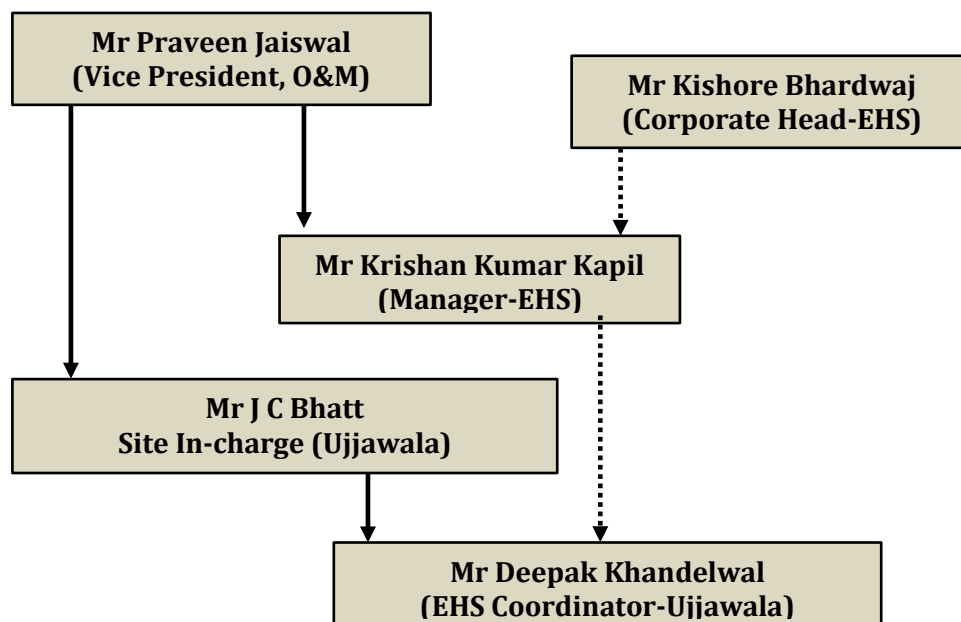 Mr Praveen Jaiswal
(Vice President, O&M)
Mr Kishore Bhardwaj
(Corporate Head-EHS)
Mr Krishan Kumar Kapil
(Manager-EHS)
Mr J C Bhatt
Site In-charge (Ujjawala)
Mr Deepak Khandelwal
(EHS Coordinator-Ujjawala)